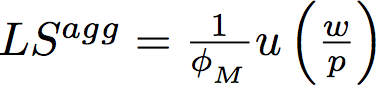 $LS^{agg} = \frac{1}{\phi_M} u \left( \frac{w}{p} \right)$